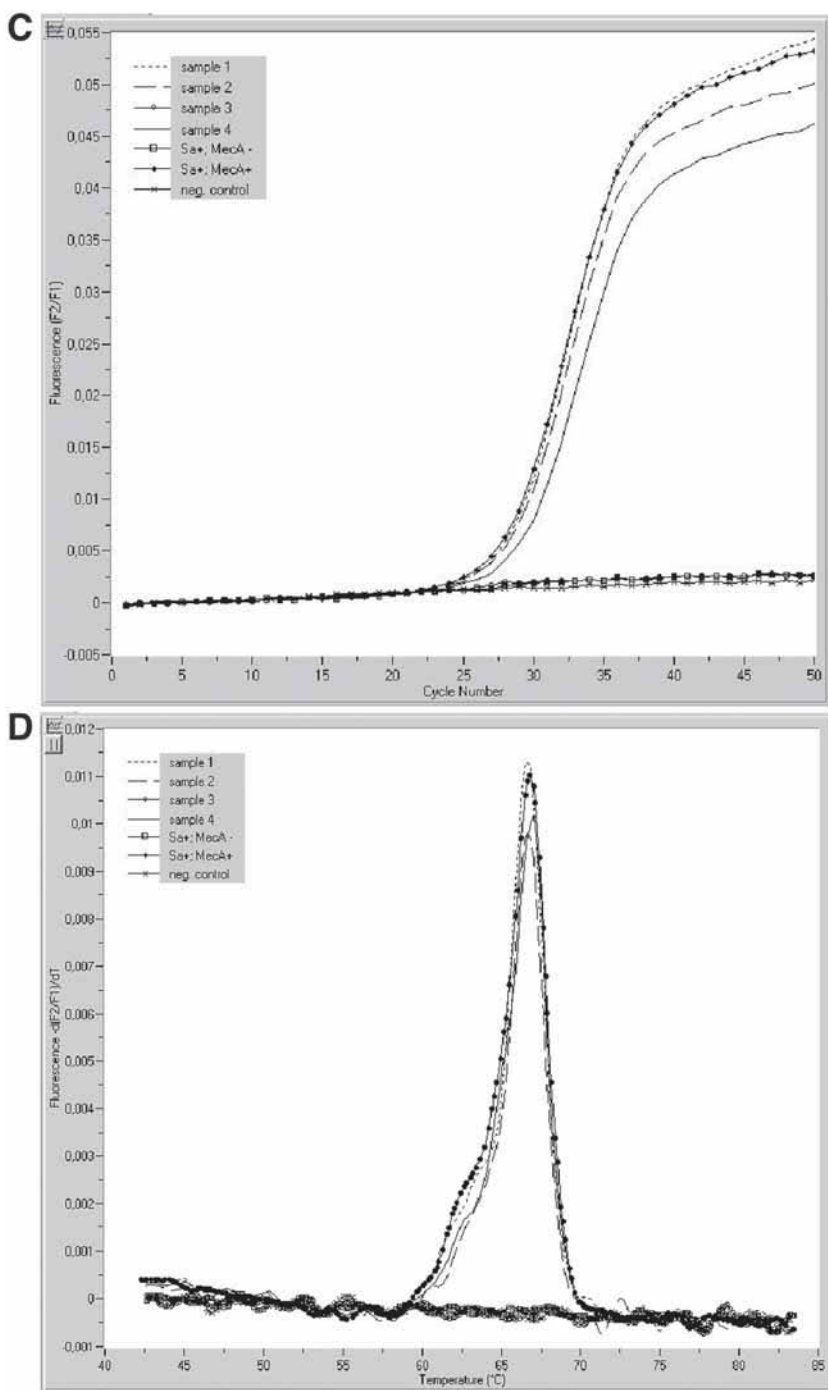 C
0,055
0,05
0,045
0,04
0,035
0,03
0,025
0,02
0,015
0,01
0,005
0
-0,005
Fluorescence (F2/F1)
sample 1
sample 2
sample 3
sample 4
Sa+; MecA -
Sa+; MecA+
neg. control
0 5 10 15 20 25 30 35 40 45 50
Cycle Number
D
0,012
0,011
0,01
0,009
0,008
0,007
0,006
0,005
0,004
0,003
0,002
0,001
0
-0,001
Fluorescence -d(F2/F1)/dT
sample 1
sample 2
sample 3
sample 4
Sa+; MecA -
Sa+; MecA+
neg. control
40 45 50 55 60 65 70 75 80 85
Temperature (°C)